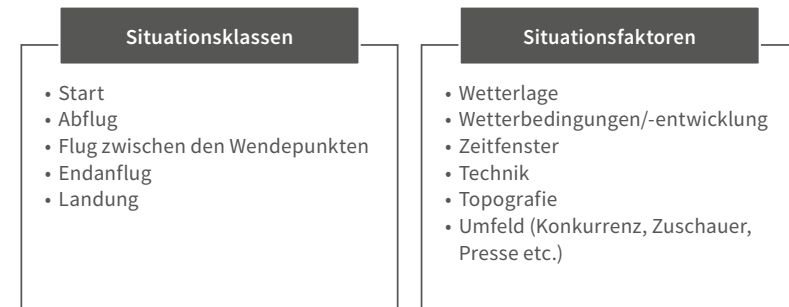 Situationsklassen
• Start
• Abflug
• Flug zwischen den Wendepunkten
• Endanflug
• Landung
Situationsfaktoren
• Wetterlage
• Wetterbedingungen/-entwicklung
• Zeitfenster
• Technik
• Topografie
• Umfeld (Konkurrenz, Zuschauer,
Presse etc.)